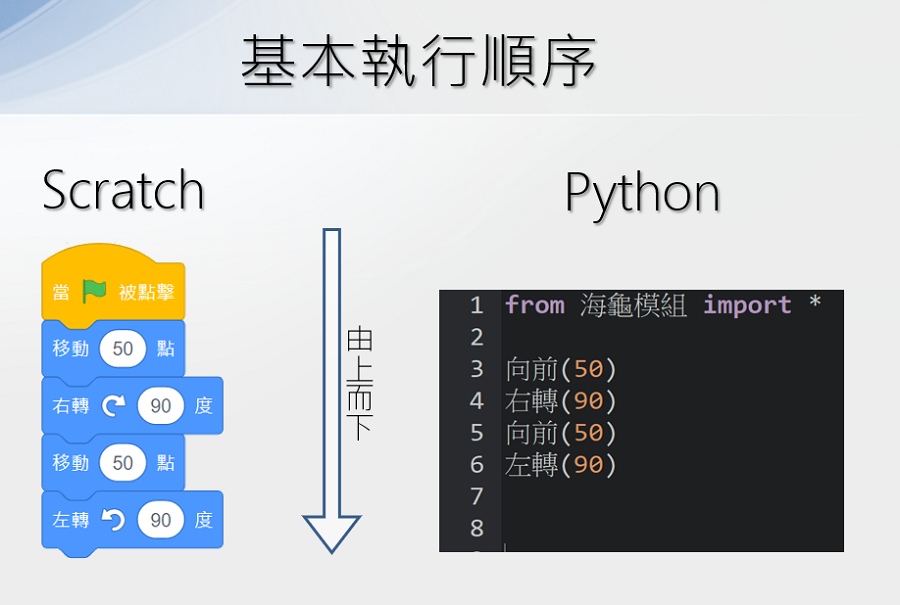 基本執行順序
Scratch
當 被點擊
移動 50 點
右轉 90 度
移動 50 點
左轉 90 度
由上而下
Python
1 from 海龜模組 import *
2
3 向前(50)
4 右轉(90)
5 向前(50)
6 左轉(90)
7
8